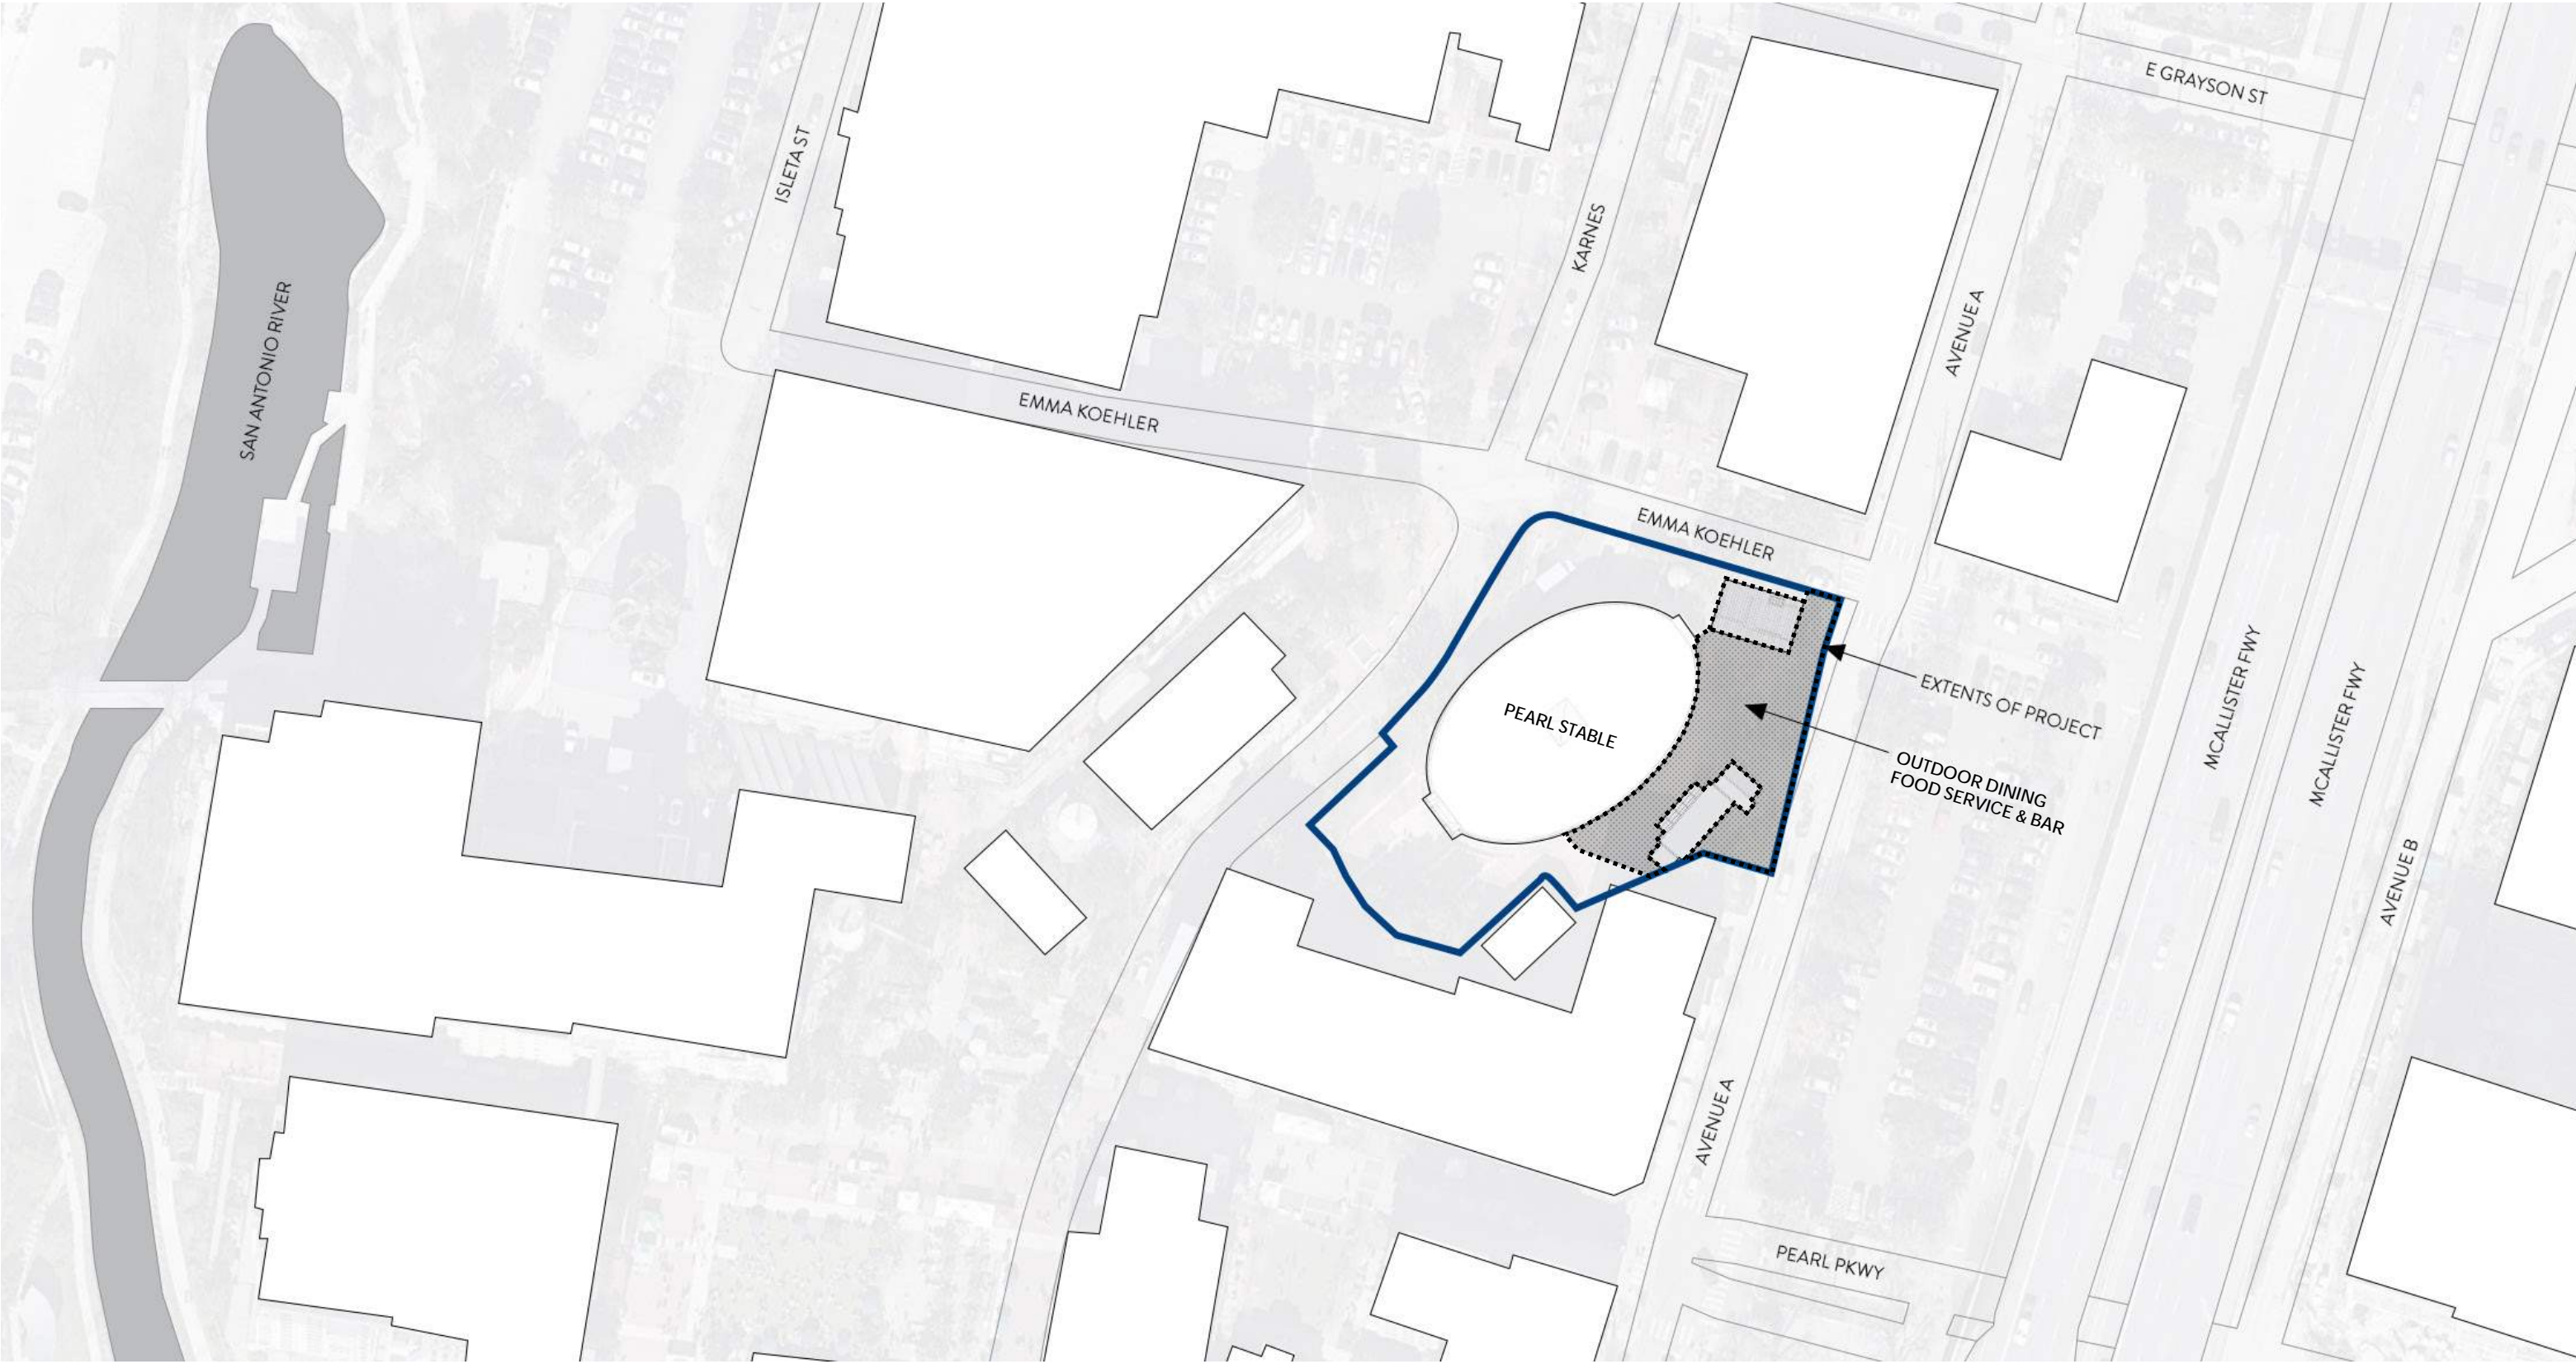 E GRAYSON ST
ISLETA ST
KARNES
AVENUE A
SAN ANTONIO RIVER
EMMA KOEHLER
EMMA KOEHLER
EXTENTS OF PROJECT
PEARL STABLE
OUTDOOR DINING
FOOD SERVICE & BAR
MCALLISTER FWY
MCALLISTER FWY
AVENUE B
AVENUE A
PEARL PKWY